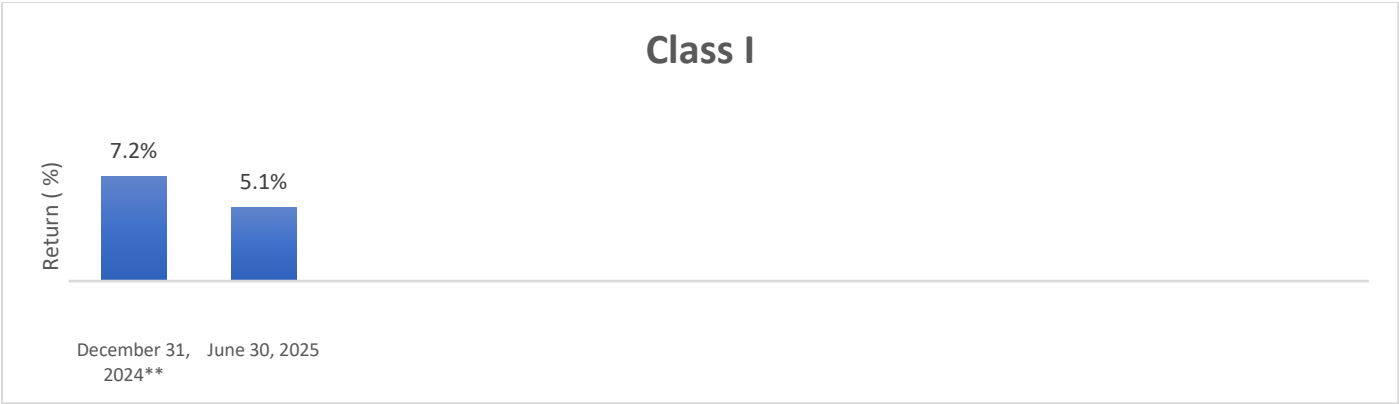 Class I
7.2%
5.1%
Return ( %)
December 31,
2024**
June 30, 2025